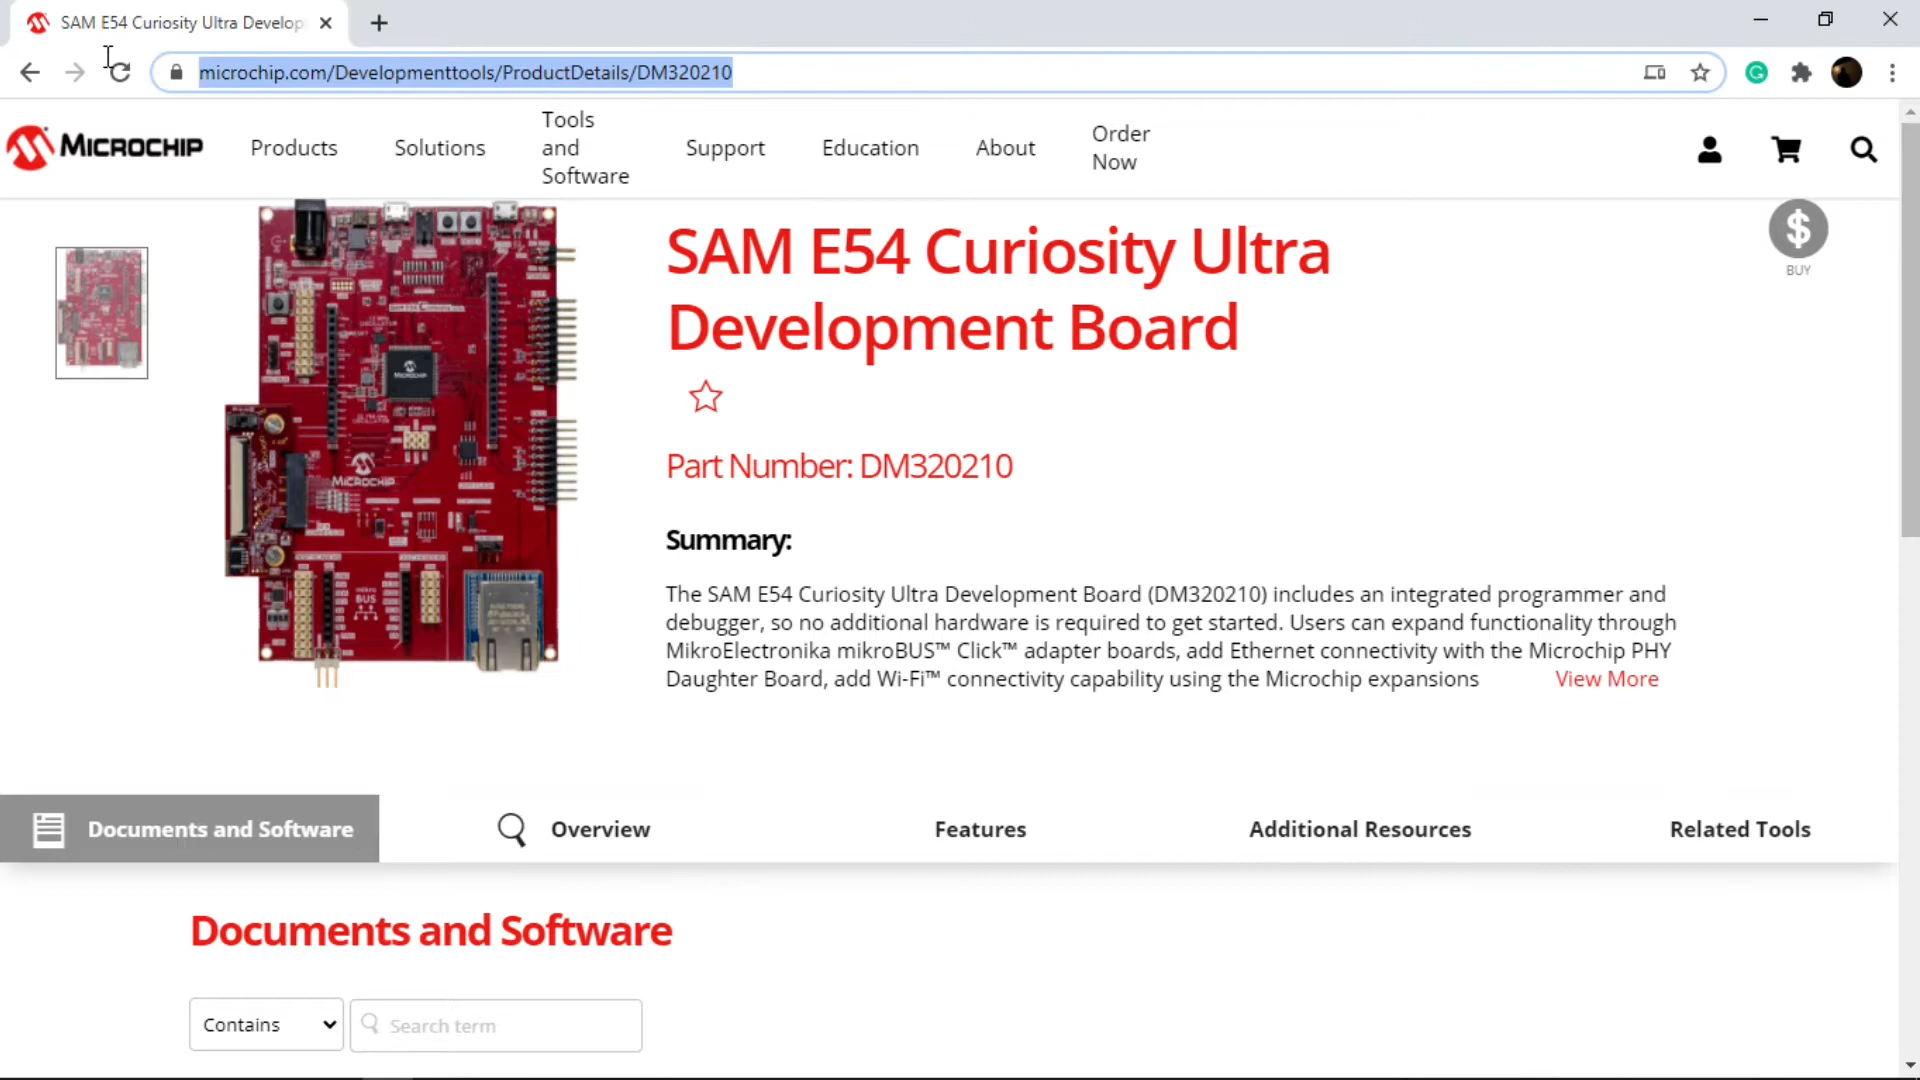 SAM E54 Curiosity Ultra Develop
microchip.com/Developmenttools/ProductDetails/DM320210
MICROCHIP
Products
Solutions
Tools
and
Software
Support
Education
About
Order
Now
SAM E54 Curiosity Ultra
Development Board
$
BUY
MICROCHIP
BUS
Part Number: DM320210
Summary:
The SAM E54 Curiosity Ultra Development Board (DM320210) includes an integrated programmer and
debugger, so no additional hardware is required to get started. Users can expand functionality through
MikroElectronika mikroBUS™ Click™ adapter boards, add Ethernet connectivity with the Microchip PHY
Daughter Board, add Wi-Fi™ connectivity capability using the Microchip expansions View More
Documents and Software
Overview
Features
Additional Resources
Related Tools
Documents and Software
Contains
Search term